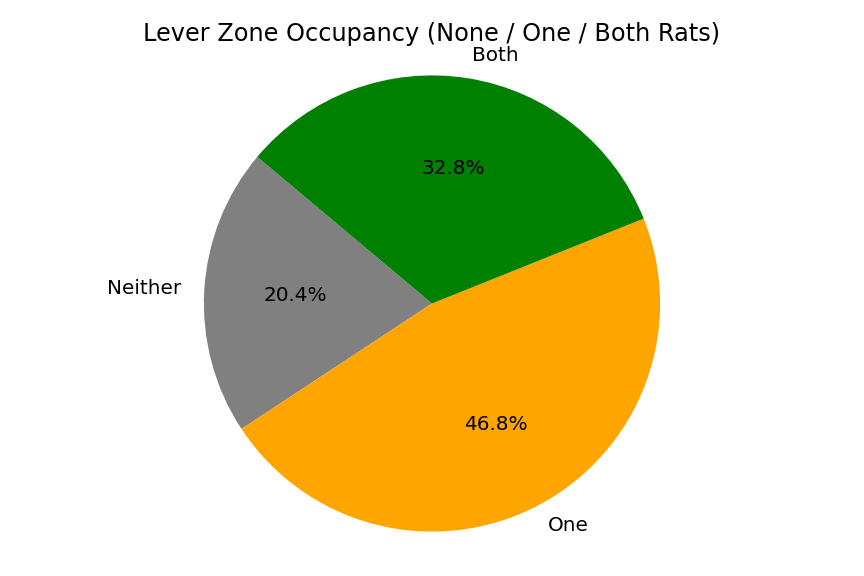 Lever Zone Occupancy (None / One / Both Rats)
Both
32.8%
Neither
20.4%
46.8%
One